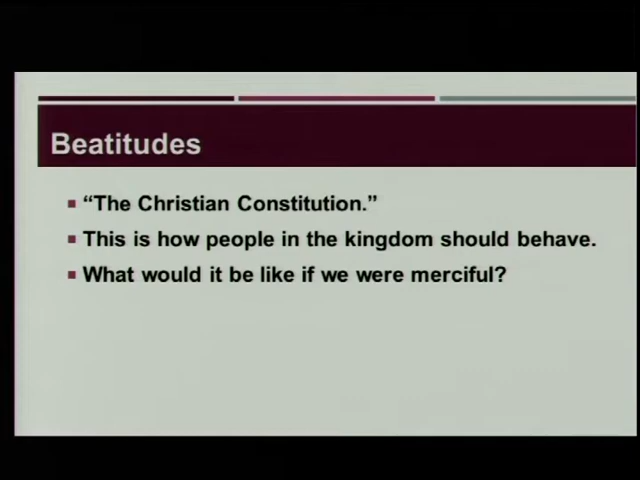 Beatitudes
“The Christian Constitution.”
This is how people in the kingdom should behave.
What would it be like if we were merciful?